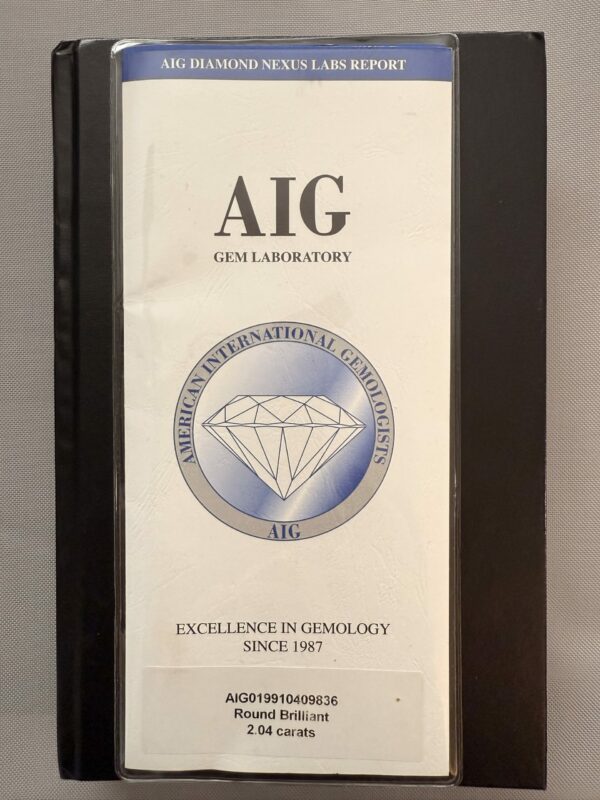 AIG DIAMOND NEXUS LABS REPORT
AIG
GEM LABORATORY
AMERICAN INTERNATIONAL GEMOLOGISTS
AIG
EXCELLENCE IN GEMOLOGY
SINCE 1987
AIG019910409836
Round Brilliant
2.04 carats